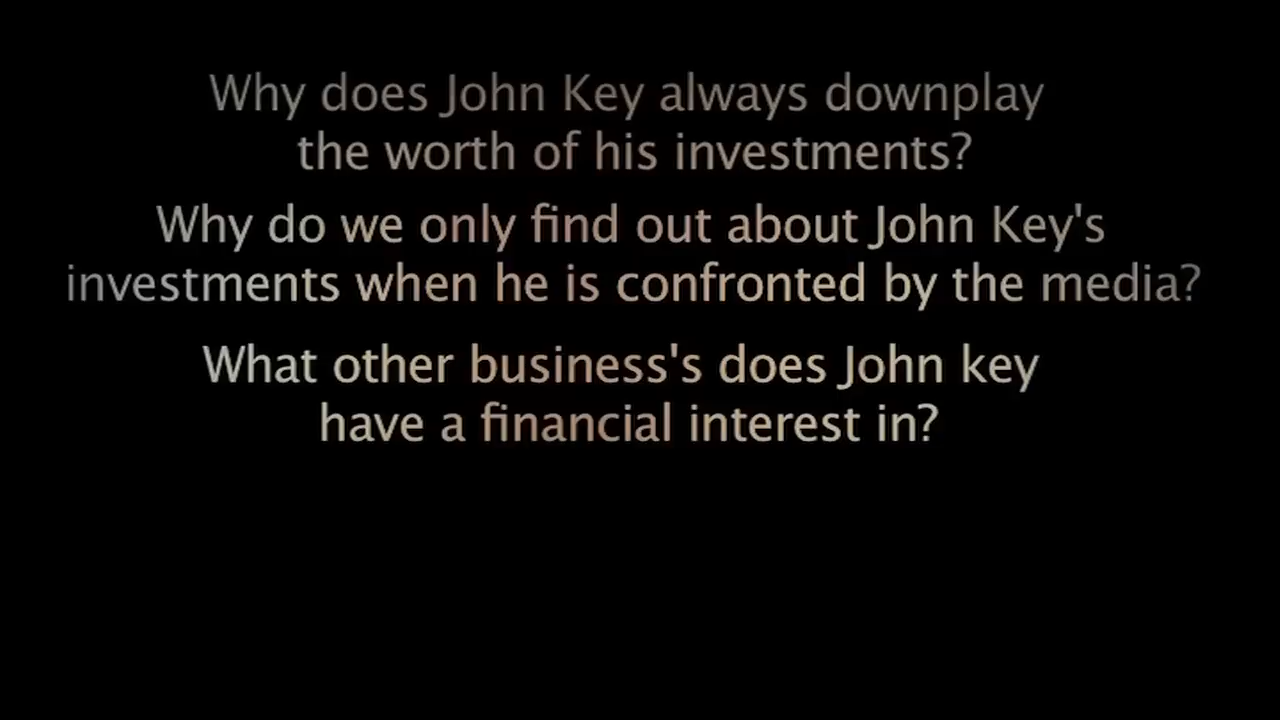 Why does John Key always downplay
the worth of his investments?
Why do we only find out about John Key's
investments when he is confronted by the media?
What other business's does John key
have a financial interest in?